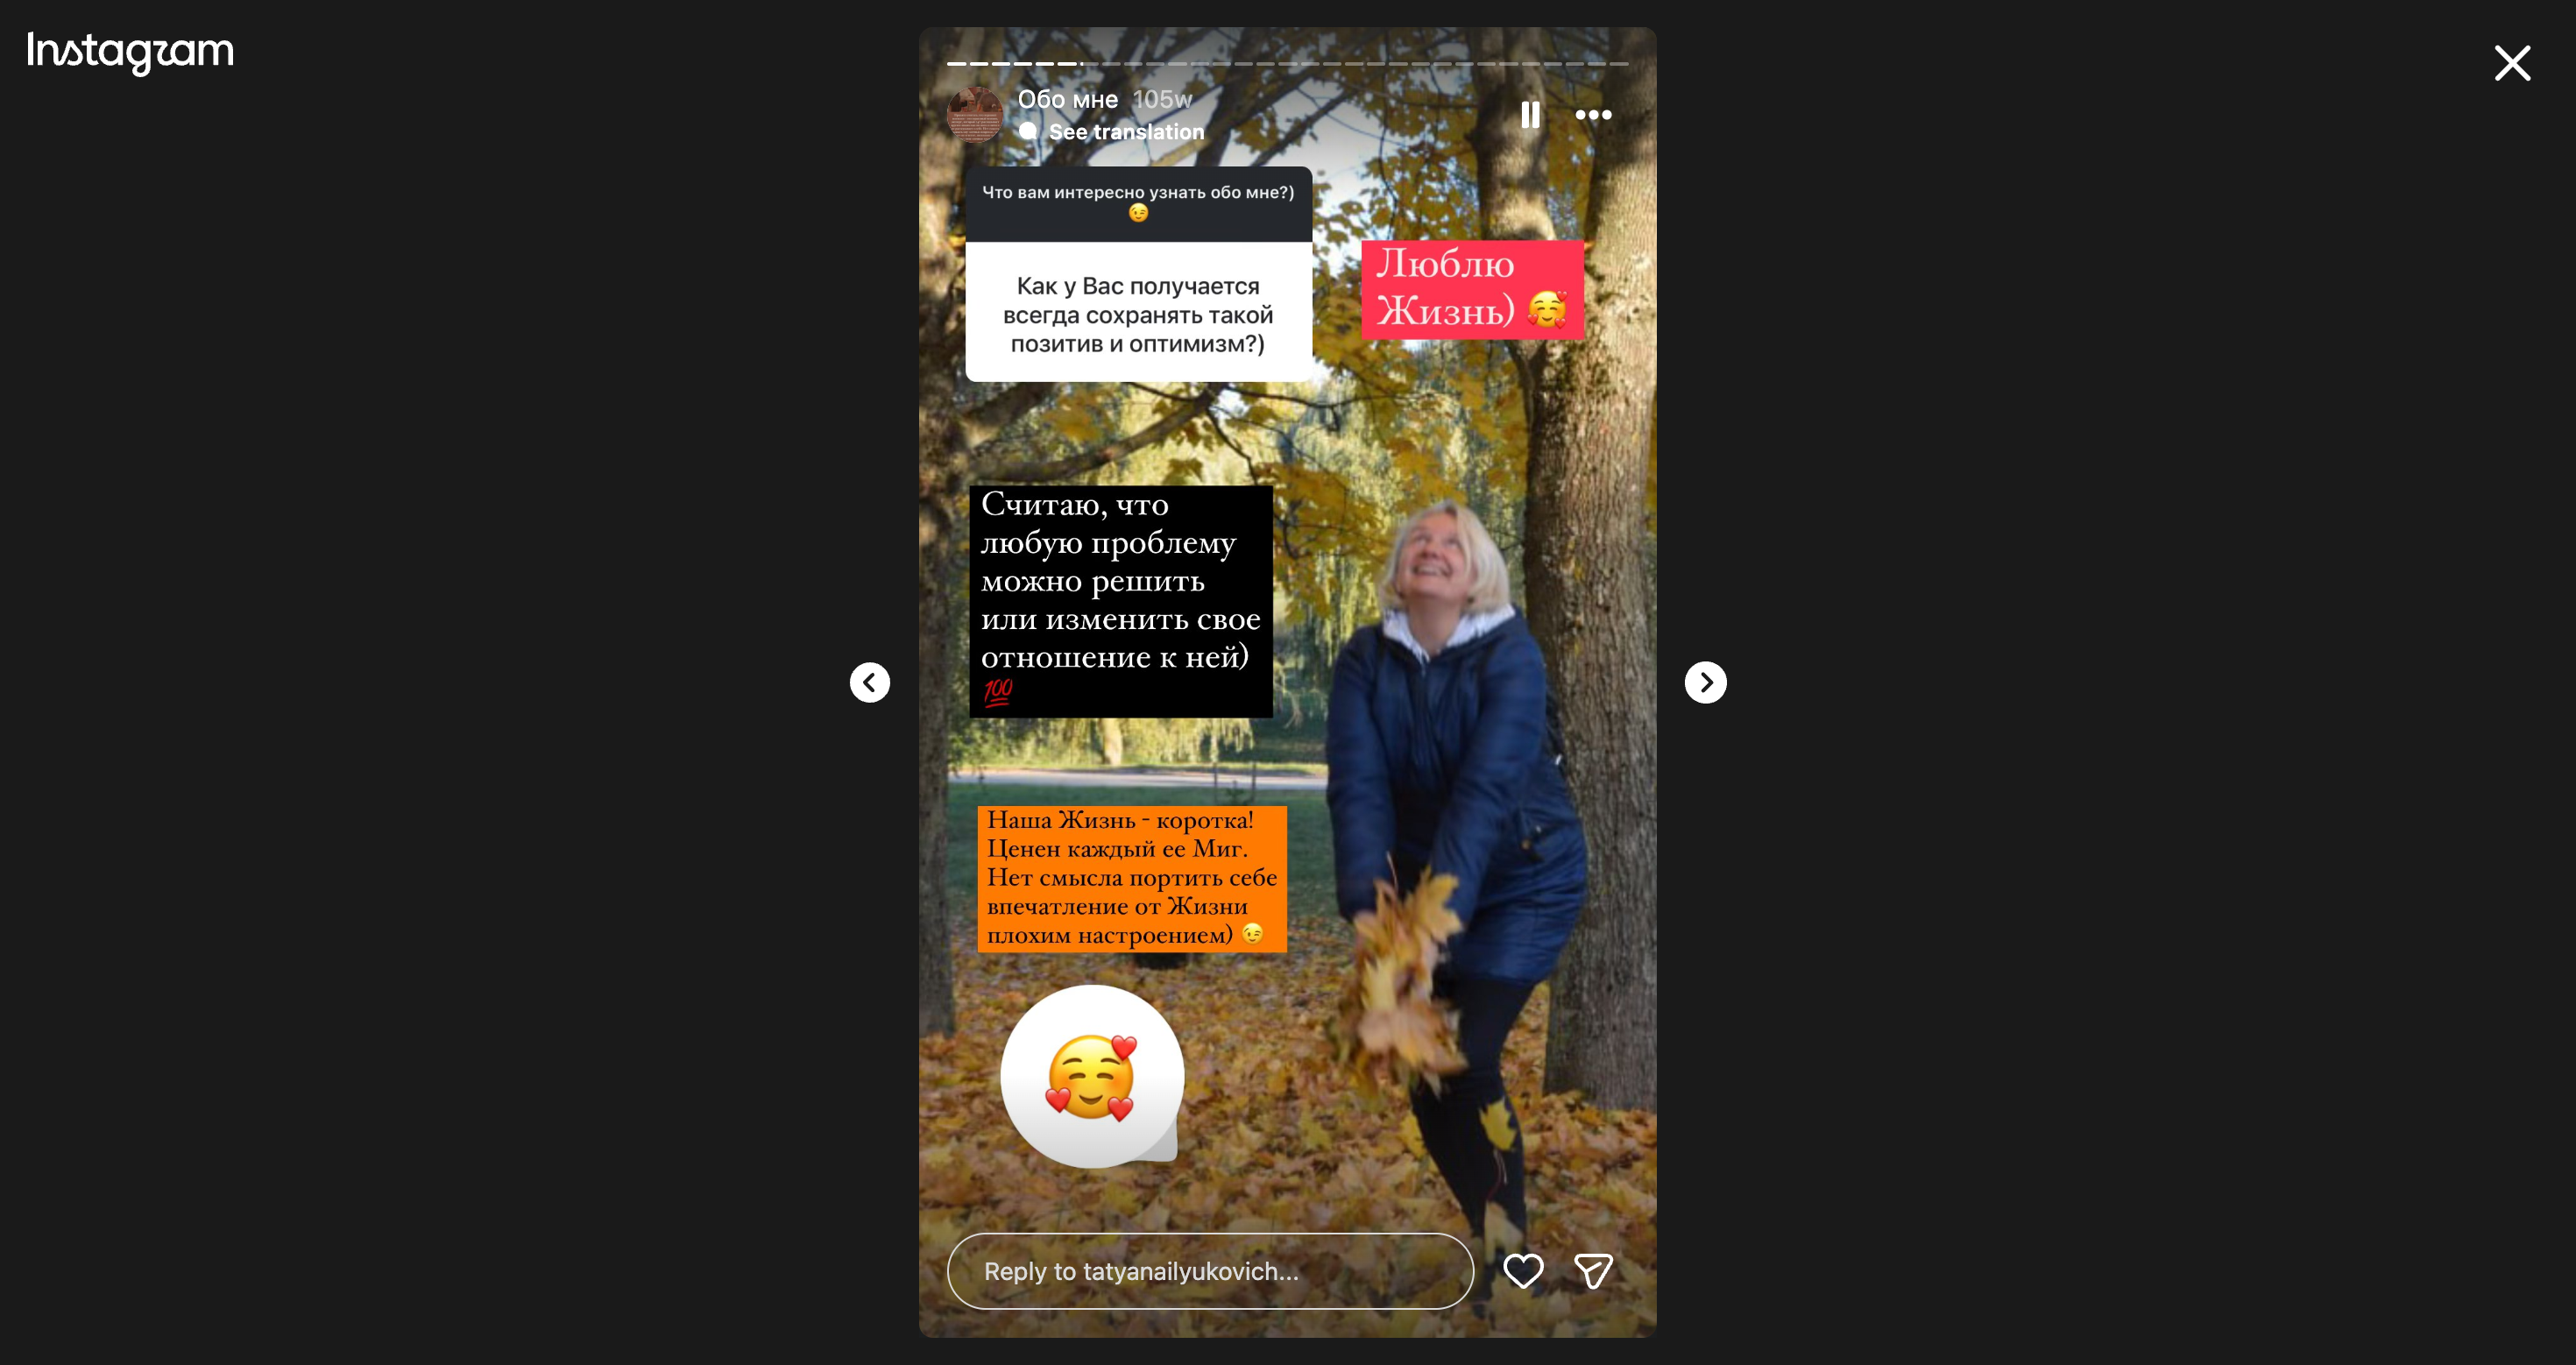 Instagram
Обо мне 105w
See translation
Что вам интересно узнать обо мне?)
😉
Как у Вас получается
всегда сохранять такой
позитив и оптимизм?)
Люблю
Жизнь) 🥰
Считаю, что
любую проблему
можно решить
или изменить свое
отношение к ней)
💯
Наша Жизнь - коротка!
Ценен каждый ее Миг.
Нет смысла портить себе
впечатление от Жизни
плохим настроением) 😉
Reply to tatyanailyukovich...